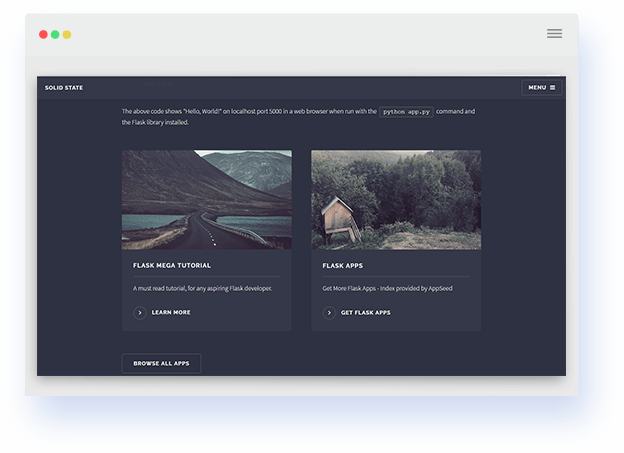 SOLID STATE
MENU
The above code shows "Hello, World!" on localhost port 5000 in a web browser when run with the python app.py command and
the Flask library installed.
FLASK MEGA TUTORIAL
A must read tutorial, for any aspiring Flask developer.
LEARN MORE
FLASK APPS
Get More Flask Apps - Index provided by AppSeed
GET FLASK APPS
BROWSE ALL APPS